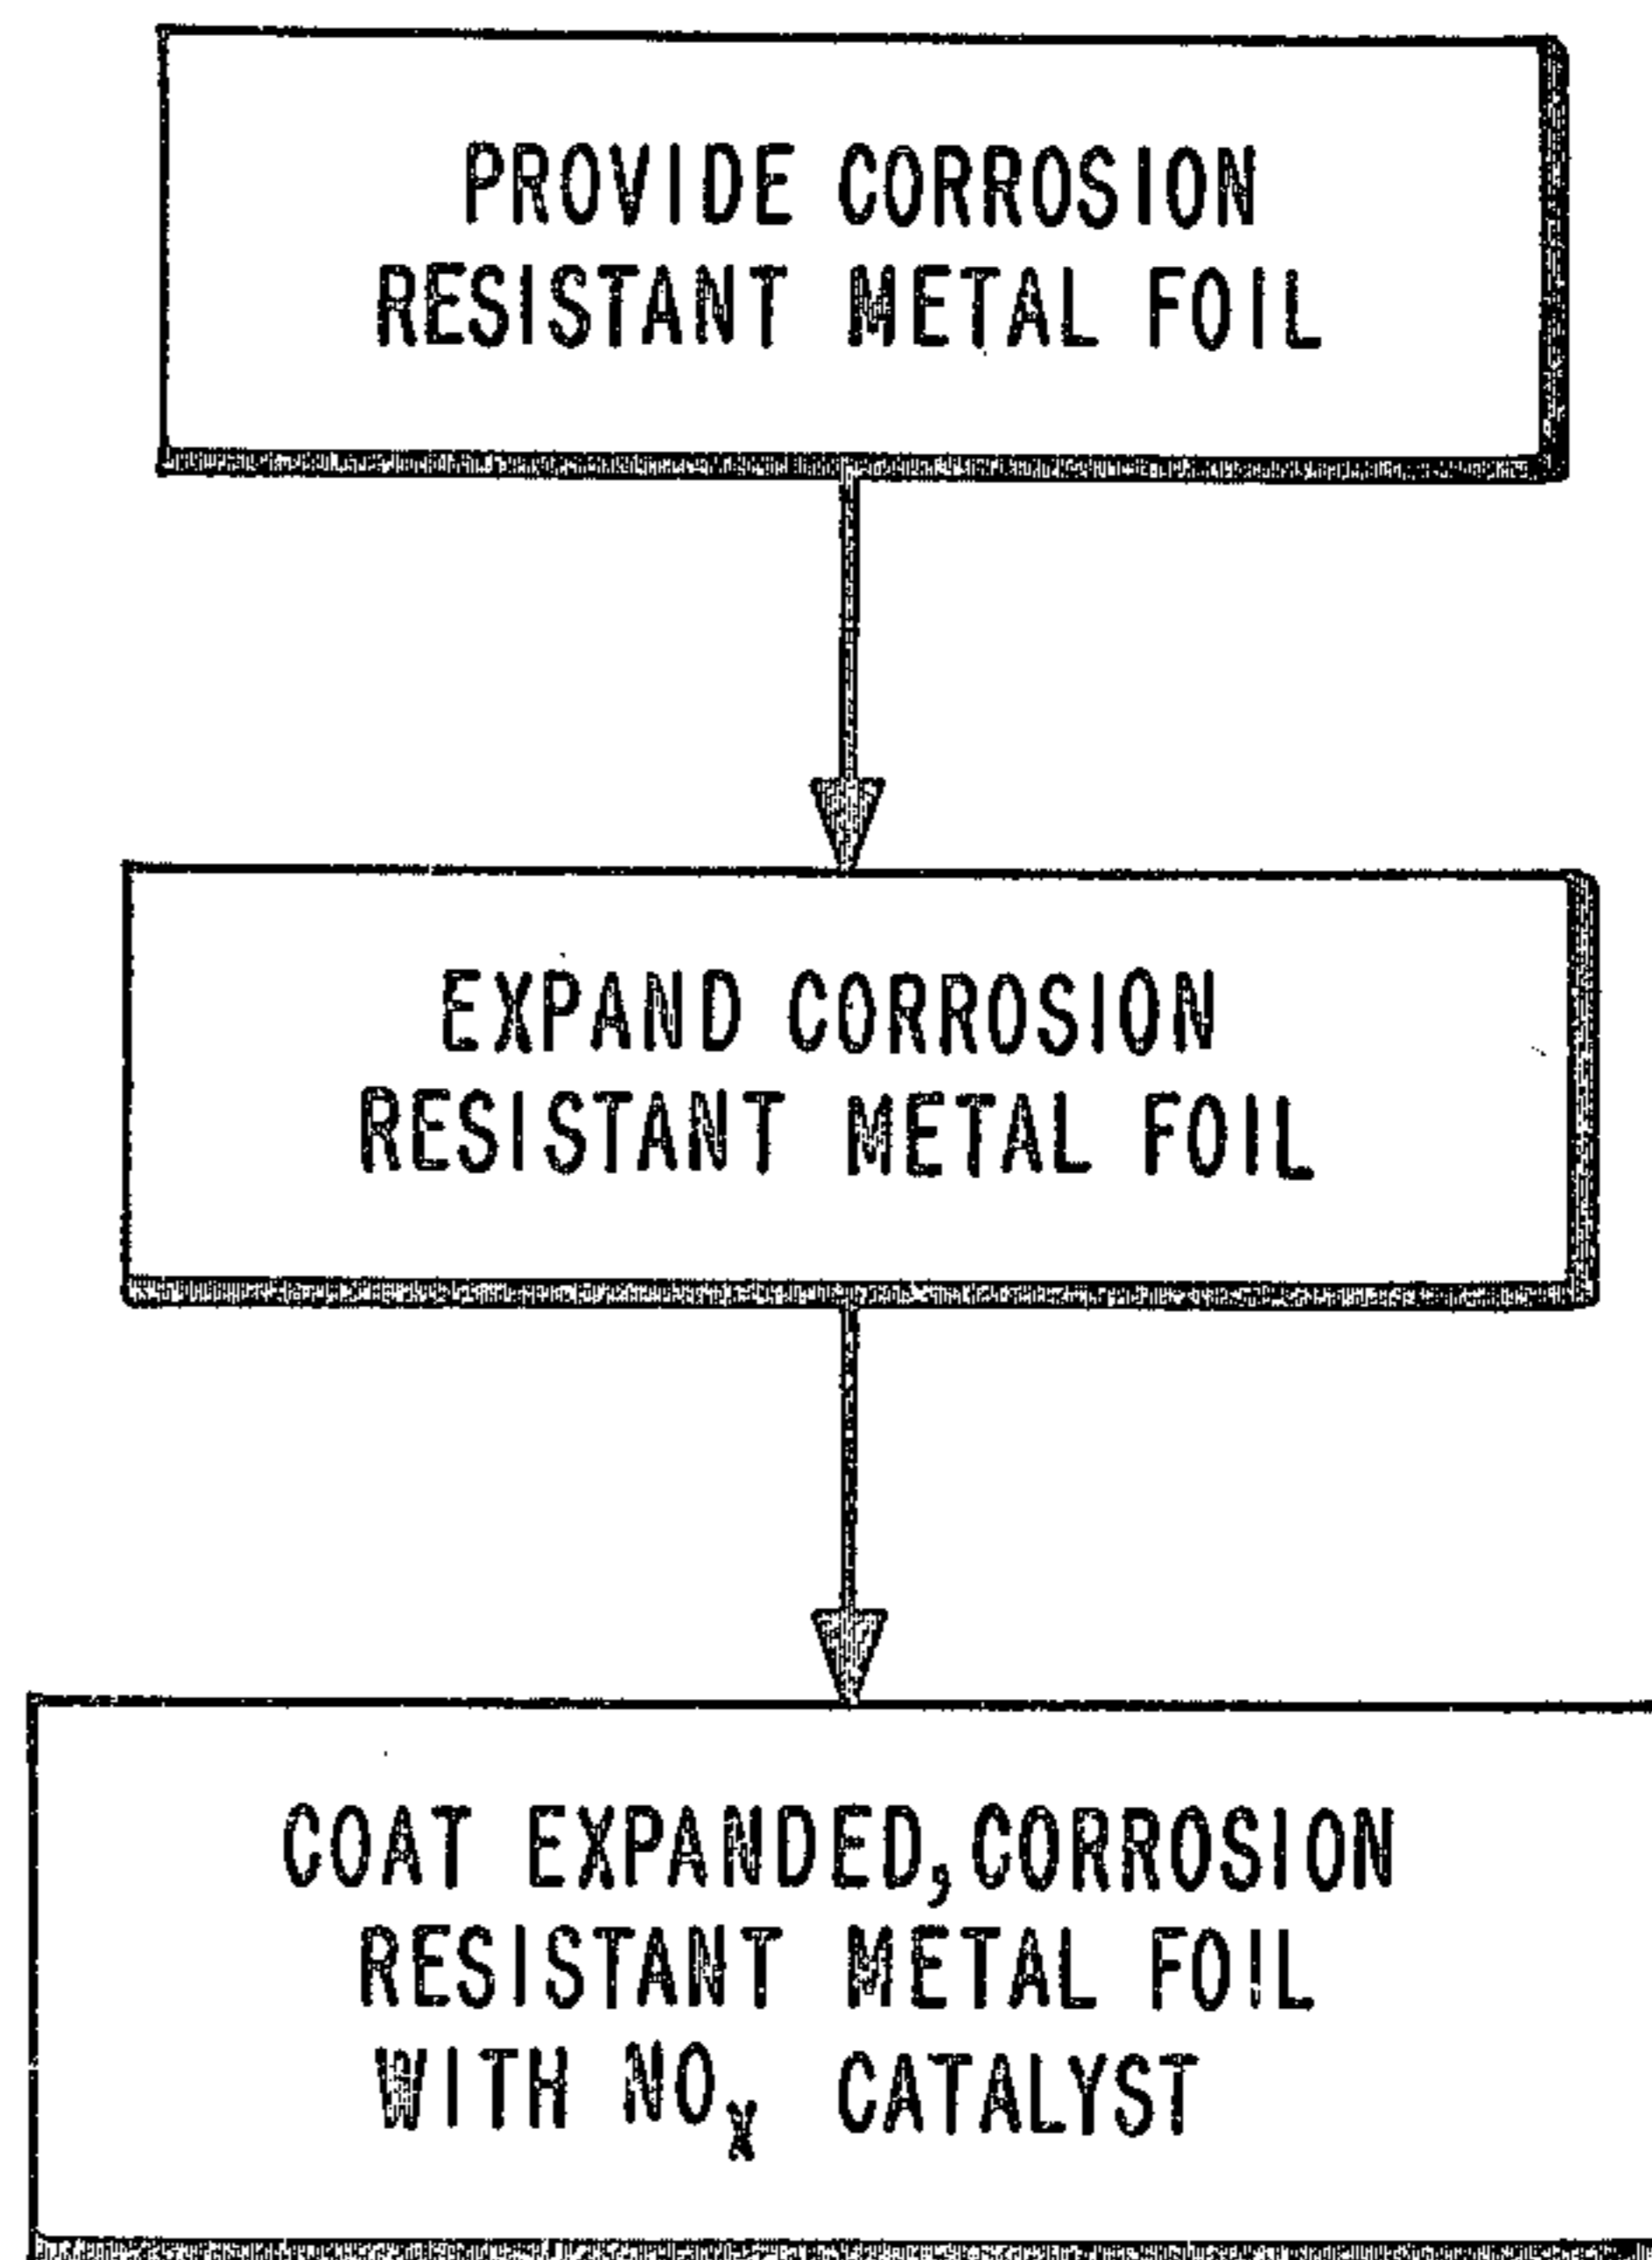 PROVIDE CORROSION
RESISTANT METAL FOIL
EXPAND CORROSION
RESISTANT METAL FOIL
COAT EXPANDED, CORROSION
RESISTANT METAL FOIL
WITH NOₓ CATALYST